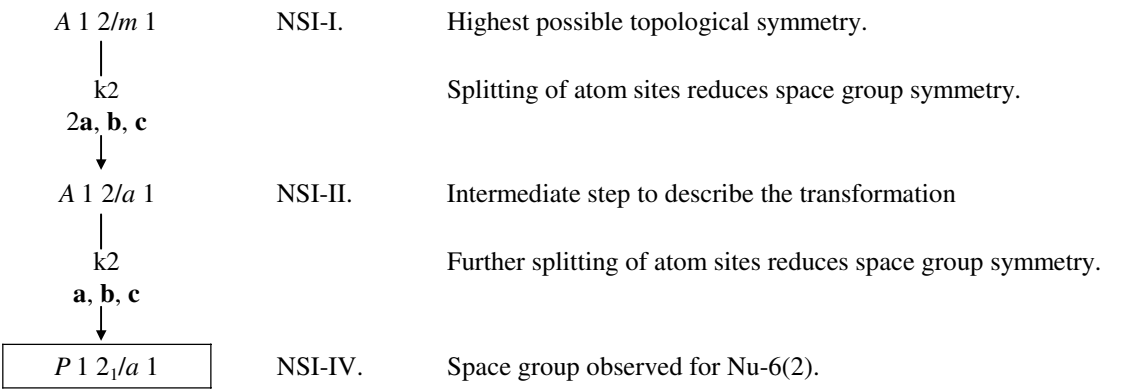 A 1 2/m 1 NSI-I. Highest possible topological symmetry.
k2 Splitting of atom sites reduces space group symmetry.
2a, b, c
A 1 2/a 1 NSI-II. Intermediate step to describe the transformation
k2 Further splitting of atom sites reduces space group symmetry.
a, b, c
P 1 2₁/a 1 NSI-IV. Space group observed for Nu-6(2).